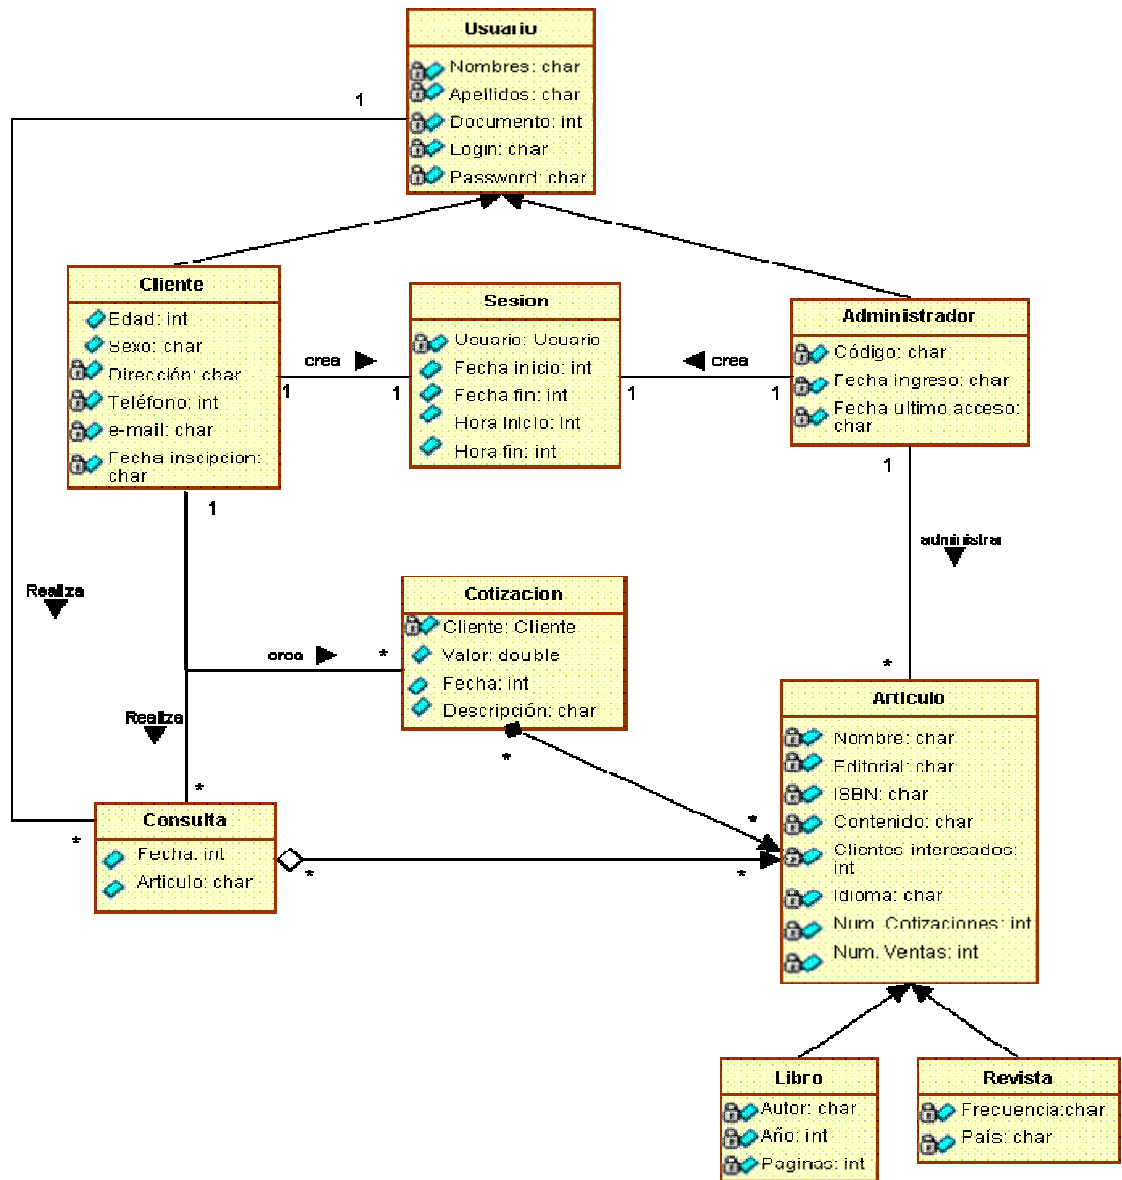 Usuario
Nombres: char
Apellidos: char
Documento: int
Login: char
Password: char
1
Cliente
Edad: int
Sexo: char
Dirección: char
Teléfono: int
e-mail: char
Fecha inscipcion:
char
crea
1
1
Sesion
Usuario: Usuario
Fecha inicio: int
Fecha fin: int
Hora Inicio: int
Hora fin: int
crea
1
1
Administrador
Código: char
Fecha ingreso: char
Fecha ultimo acceso:
char
1
1
administrar
Realiza
Cotizacion
Cliente: Cliente
Valor: double
Fecha: int
Descripción: char
crea
*
*
Realiza
*
*
*
*
Articulo
Nombre: char
Editorial: char
ISBN: char
Contenido: char
Clientes interesados:
int
Idioma: char
Num. Cotizaciones: int
Num. Ventas: int
Consulta
Fecha: int
Articulo: char
*
*
*
Libro
Autor: char
Año: int
Paginas: int
Revista
Frecuencia:char
País: char